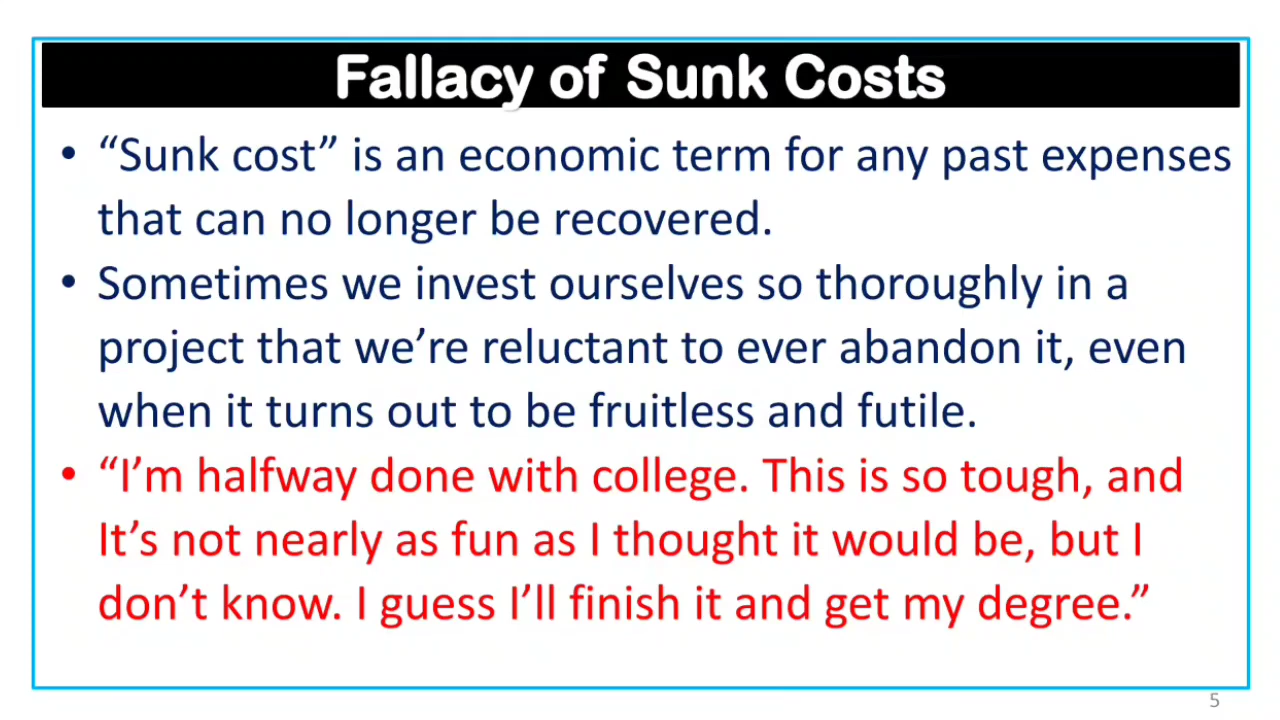 Fallacy of Sunk Costs
• “Sunk cost” is an economic term for any past expenses
that can no longer be recovered.
• Sometimes we invest ourselves so thoroughly in a
project that we’re reluctant to ever abandon it, even
when it turns out to be fruitless and futile.
• “I’m halfway done with college. This is so tough, and
It’s not nearly as fun as I thought it would be, but I
don’t know. I guess I’ll finish it and get my degree.”
5